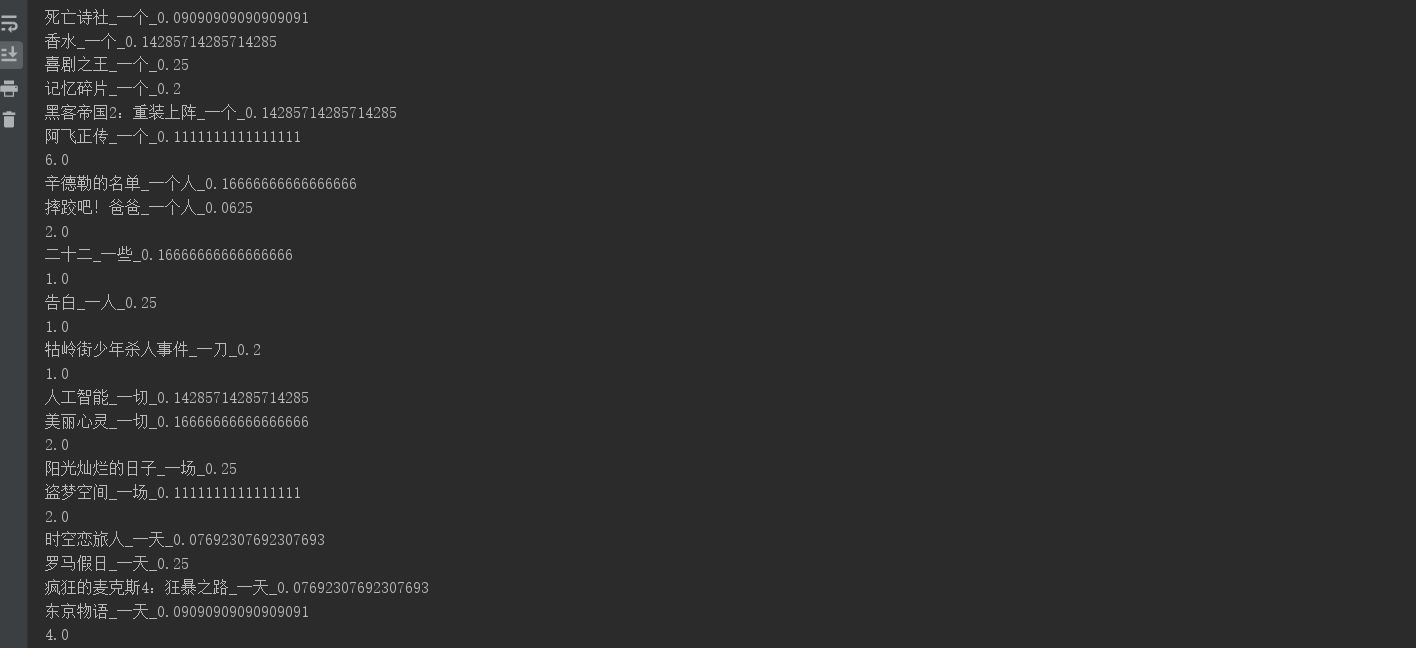 死亡诗社_一个_0.09090909090909091
香水_一个_0.14285714285714285
喜剧之王_一个_0.25
记忆碎片_一个_0.2
黑客帝国2：重装上阵_一个_0.14285714285714285
阿飞正传_一个_0.1111111111111111
6.0
辛德勒的名单_一个人_0.16666666666666666
摔跤吧！爸爸_一个人_0.0625
2.0
二十二_一些_0.16666666666666666
1.0
告白_一人_0.25
1.0
牯岭街少年杀人事件_一刀_0.2
1.0
人工智能_一切_0.14285714285714285
美丽心灵_一切_0.16666666666666666
2.0
阳光灿烂的日子_一场_0.25
盗梦空间_一场_0.1111111111111111
2.0
时空恋旅人_一天_0.07692307692307693
罗马假日_一天_0.25
疯狂的麦克斯4：狂暴之路_一天_0.07692307692307693
东京物语_一天_0.09090909090909091
4.0